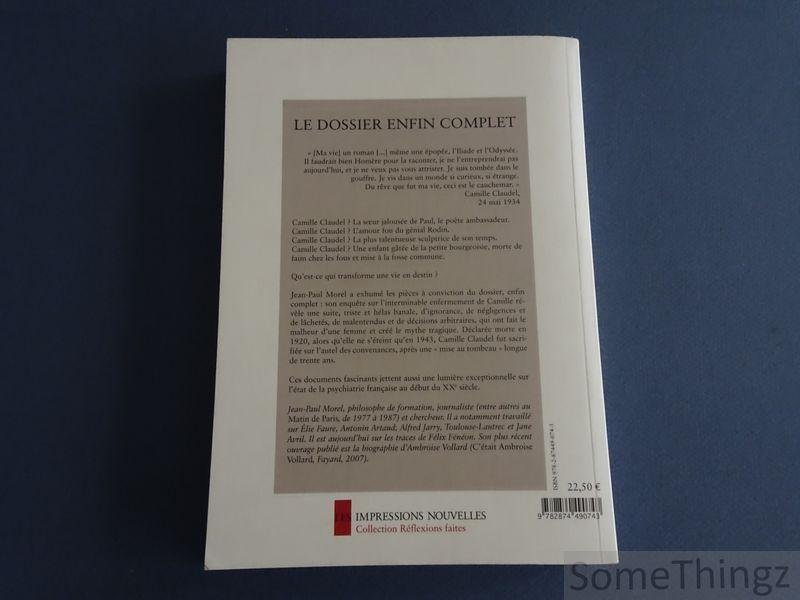 LE DOSSIER ENFIN COMPLET
« [Ma vie] un roman [...] même une épopée, l'Iliade et l'Odyssée.
Il faudrait bien Homère pour la raconter, je ne l'entreprendrai pas
aujourd'hui, et je ne veux pas vous attrister. Je suis tombée dans le
gouffre. Je vis dans un monde si curieux, si étrange.
Du rêve que fut ma vie, ceci est le cauchemar. »
Camille Claudel,
24 mai 1934
Camille Claudel ? La sœur jalousée de Paul, le poète ambassadeur.
Camille Claudel ? L'amour fou du génial Rodin.
Camille Claudel ? La plus talentueuse sculptrice de son temps.
Camille Claudel ? Une enfant gâtée de la petite bourgeoisie, morte de
faim chez les fous et mise à la fosse commune.
Qu'est-ce qui transforme une vie en destin ?
Jean-Paul Morel a exhumé les pièces à conviction du dossier, enfin
complet : son enquête sur l'interminable enfermement de Camille ré-
vèle une suite, triste et hélas banale, d'ignorance, de négligences et
de lâchetés, de malentendus et de décisions arbitraires, qui ont fait le
malheur d'une femme et créé le mythe tragique. Déclarée morte en
1920, alors qu'elle ne s'éteint qu'en 1943, Camille Claudel fut sacri-
fiée sur l'autel des convenances, après une « mise au tombeau » longue
de trente ans.
Ces documents fascinants jettent aussi une lumière exceptionnelle sur
l'état de la psychiatrie française au début du XXe siècle.
Jean-Paul Morel, philosophe de formation, journaliste (entre autres au
Matin de Paris, de 1977 à 1987) et chercheur. Il a notamment travaillé
sur Élie Faure, Antonin Artaud, Alfred Jarry, Toulouse-Lautrec et Jane
Avril. Il est aujourd'hui sur les traces de Félix Fénéon. Son plus récent
ouvrage publié est la biographie d'Ambroise Vollard (C'était Ambroise
Vollard, Fayard, 2007).
ISBN 978-2-87449-074-3
22,50 €
9 782874 490743
LES IMPRESSIONS NOUVELLES
Collection Réflexions faites
SomeThingz